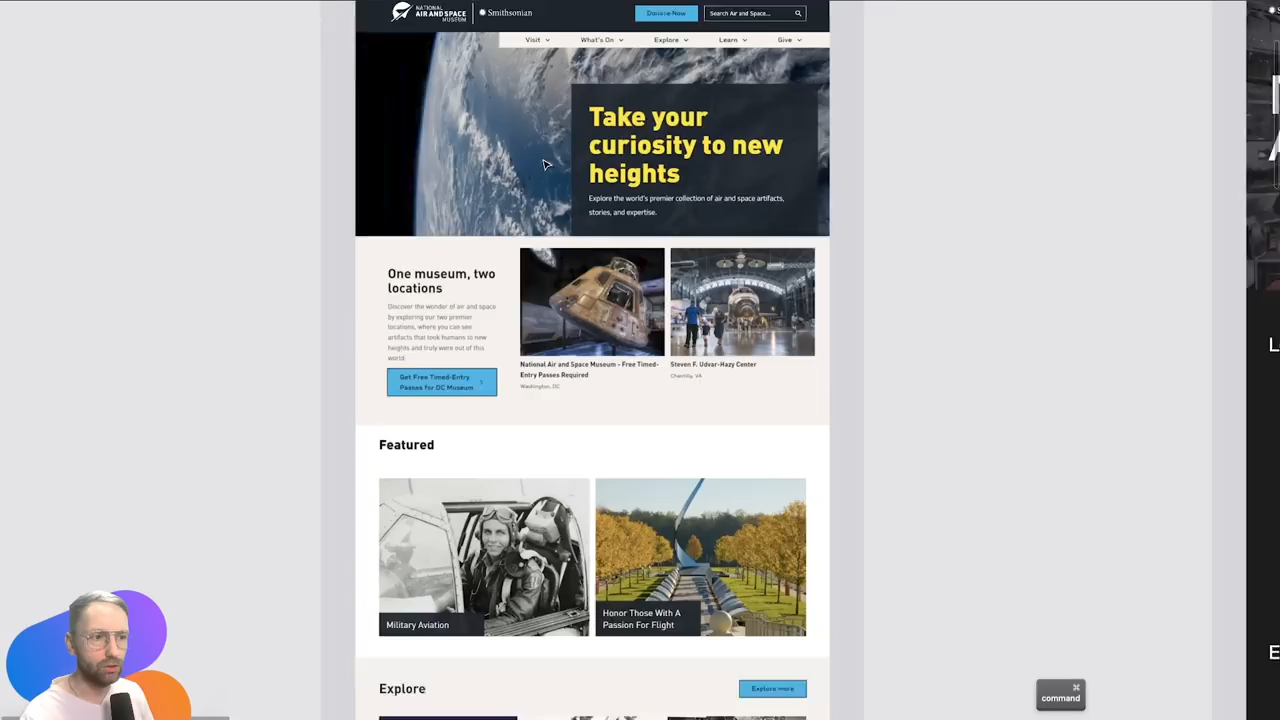 NATIONAL
AIR AND SPACE
MUSEUM
Smithsonian
Donate Now
Search Air and Space...
Visit
What's On
Explore
Learn
Give
Take your
curiosity to new
heights
Explore the world's premier collection of air and space artifacts,
stories, and expertise.
One museum, two
locations
Discover the wonder of air and space
by exploring our two premier
locations, where you can see
artifacts that took humans to new
heights and truly were out of this
world.
Get Free Timed-Entry
Passes for DC Museum
National Air and Space Museum - Free Timed-
Entry Passes Required
Washington, DC
Steven F. Udvar-Hazy Center
Chantilly, VA
Featured
Military Aviation
Honor Those With A
Passion For Flight
Explore
Explore more
⌘
command